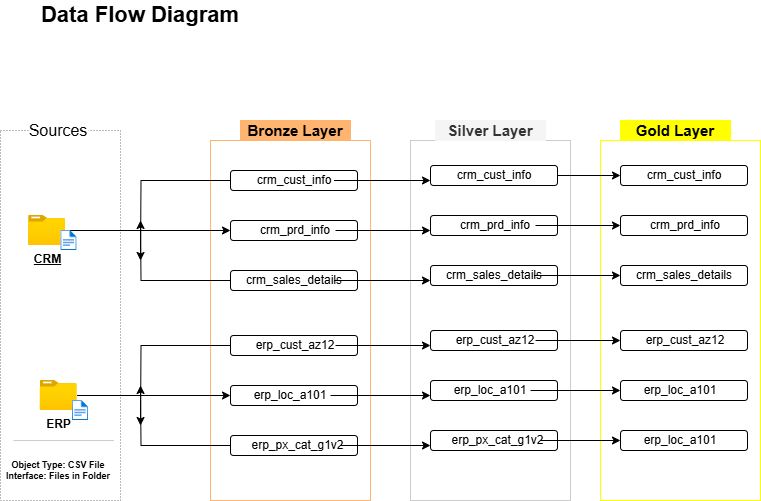 Data Flow Diagram
Sources
Bronze Layer
Silver Layer
Gold Layer
crm_cust_info
crm_cust_info
crm_cust_info
crm_prd_info
crm_prd_info
crm_prd_info
CRM
crm_sales_details
crm_sales_details
crm_sales_details
erp_cust_az12
erp_cust_az12
erp_cust_az12
erp_loc_a101
erp_loc_a101
erp_loc_a101
ERP
erp_px_cat_g1v2
erp_px_cat_g1v2
erp_loc_a101
Object Type: CSV File
Interface: Files in Folder